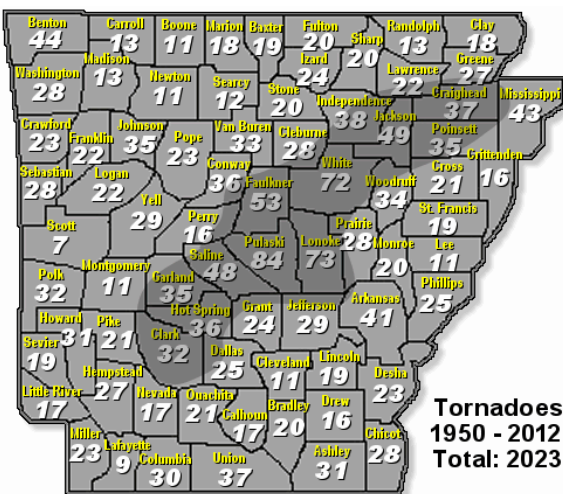 Benton 44
Carroll 13
Boone 11
Marion 18
Baxter 19
Fulton 20
Sharp 20
Randolph 13
Clay 18
Greene 27
Washington 28
Madison 13
Newton 11
Searcy 12
Stone 20
Izard 24
Independence 38
Lawrence 22
Jackson 49
Craighead 37
Poinsett 35
Mississippi 43
Crawford 23
Franklin 22
Johnson 35
Pope 23
Van Buren 33
Cleburne 28
Conway 36
Faulkner 53
White 72
Woodruff 34
Cross 21
Crittenden 16
Sebastian 28
Logan 22
Yell 29
Perry 16
Pulaski 84
Lonoke 73
Prairie 28
Monroe 20
St. Francis 19
Lee 11
Phillips 25
Scott 7
Polk 32
Montgomery 11
Garland 35
Saline 48
Hot Spring 36
Grant 24
Jefferson 29
Arkansas 41
Howard 31
Pike 21
Clark 32
Dallas 25
Cleveland 11
Lincoln 19
Desha 23
Sevier 19
Little River 17
Hempstead 27
Nevada 17
Ouachita 21
Calhoun 17
Bradley 20
Drew 16
Chicot 28
Miller 23
Lafayette 9
Columbia 30
Union 37
Ashley 31
Tornadoes
1950 - 2012
Total: 2023